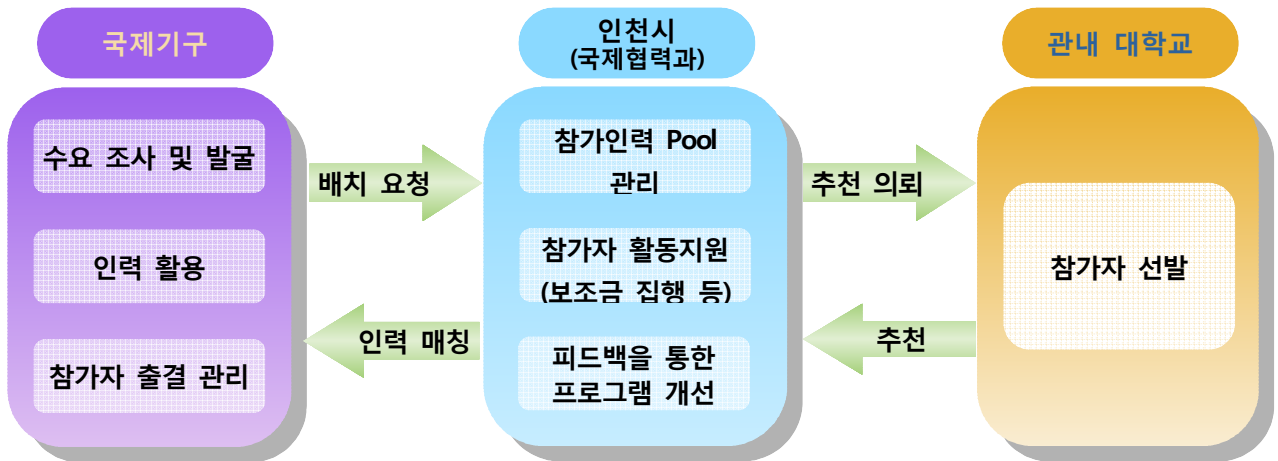 국제기구
수요 조사 및 발굴
인력 활용
참가자 출결 관리
배치 요청
인력 매칭
인천시
(국제협력과)
참가인력 Pool
관리
참가자 활동지원
(보조금 집행 등)
피드백을 통한
프로그램 개선
추천 의뢰
추천
관내 대학교
참가자 선발